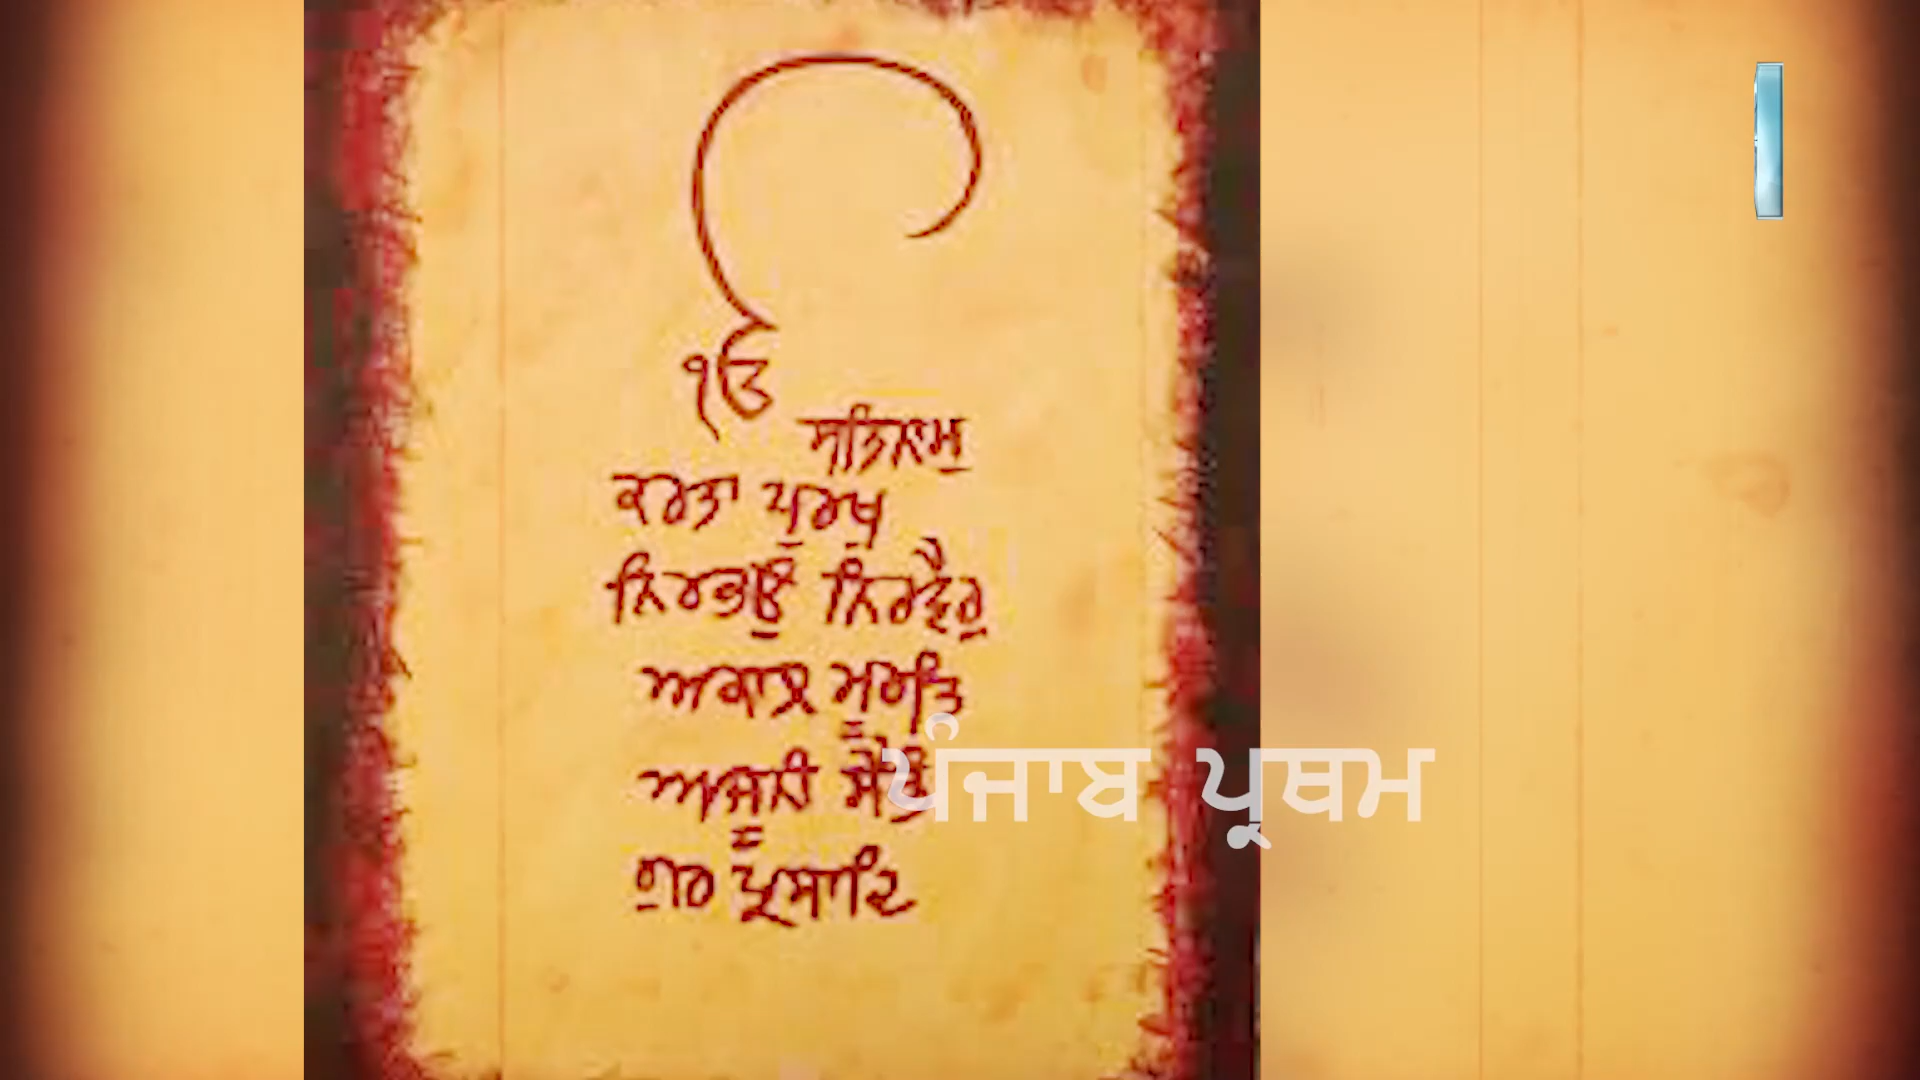 ੴ
ਸਤਿਨਾਮੁ
ਕਰਤਾ ਪੁਰਖੁ
ਨਿਰਭਉ ਨਿਰਵੈਰੁ
ਅਕਾਲ ਮੂਰਤਿ
ਅਜੂਨੀ ਸੈਭੰ
ਗੁਰ ਪ੍ਰਸਾਦਿ
ਪੰਜਾਬ ਪ੍ਰਥਮ